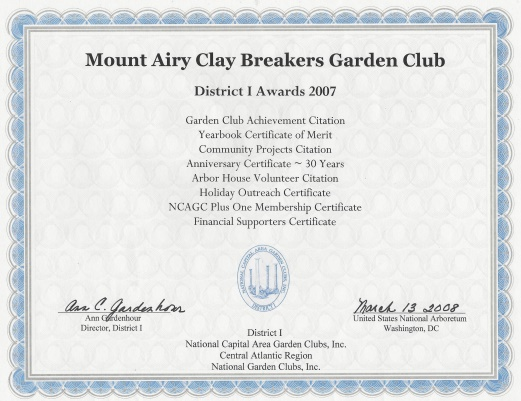 Mount Airy Clay Breakers Garden Club
District I Awards 2007
Garden Club Achievement Citation
Yearbook Certificate of Merit
Community Projects Citation
Anniversary Certificate ~ 30 Years
Arbor House Volunteer Citation
Holiday Outreach Certificate
NCAGC Plus One Membership Certificate
Financial Supporters Certificate
NATIONAL CAPITAL AREA GARDEN CLUBS, INC.
DISTRICT I
Ann C. Gardenhour
Ann Gardenhour
Director, District I
March 13 2008
United States National Arboretum
Washington, DC
District I
National Capital Area Garden Clubs, Inc.
Central Atlantic Region
National Garden Clubs, Inc.